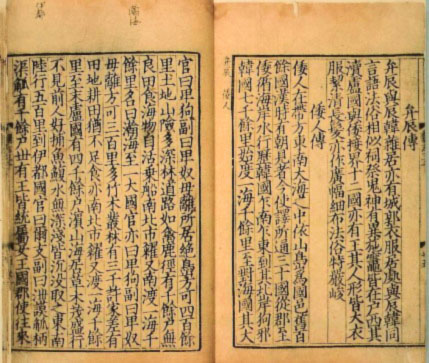 弁辰 倭人
弁辰傳
弁辰與辰韓雜居亦有城郭衣服居處與辰韓同
言語法俗相似祠祭鬼神有異施竈皆在戶西其
瀆盧國與倭接界十二國亦有王其人形皆大衣
服絜清長髮亦作廣幅細布法俗特嚴峻
倭人傳
倭人在帶方東南大海之中依山島爲國邑舊百
餘國漢時有朝見者今使譯所通三十國從郡至
倭循海岸水行歷韓國乍南乍東到其北岸狗邪
韓國七千餘里始度一海千餘里至對海國其大
瀚海
官曰卑狗副曰卑奴母離所居絶島方可四百餘
里土地山險多深林道路如禽鹿徑有千餘戶無
良田食海物自活乖船南北市糴又南渡一海千
餘里名曰瀚海至一大國官亦曰卑狗副曰卑奴
母離方可三百里多竹木叢林有三千許家差有
田地耕田猶不足食亦南北市糴又渡一海千餘
里至末盧國有四千餘戶濱山海居草木茂盛行
不見前人好捕魚鰒水無深淺皆沈沒取之東南
陸行五百里到伊都國官曰爾支副曰泄謨觚柄
渠觚有千餘戶世有王皆統屬女王國郡使往來